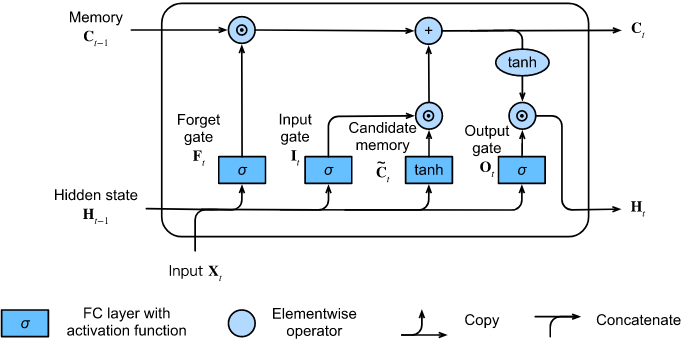 Memory
C_{t−1}
C_t
+
tanh
Forget
gate
F_t
Input
gate
I_t
Candidate
memory
C̃_t
Output
gate
O_t
σ
σ
tanh
σ
Hidden state
H_{t−1}
H_t
Input X_t
σ
FC layer with
activation function
Elementwise
operator
Copy
Concatenate